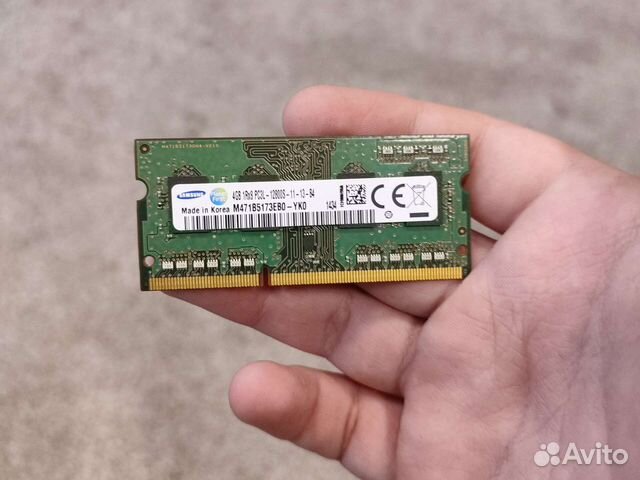 SAMSUNG
4GB 1Rx8 PC3L-12800S-11-13-B4
Made in Korea M471B5173EB0-YK0
1434
CE
Avito